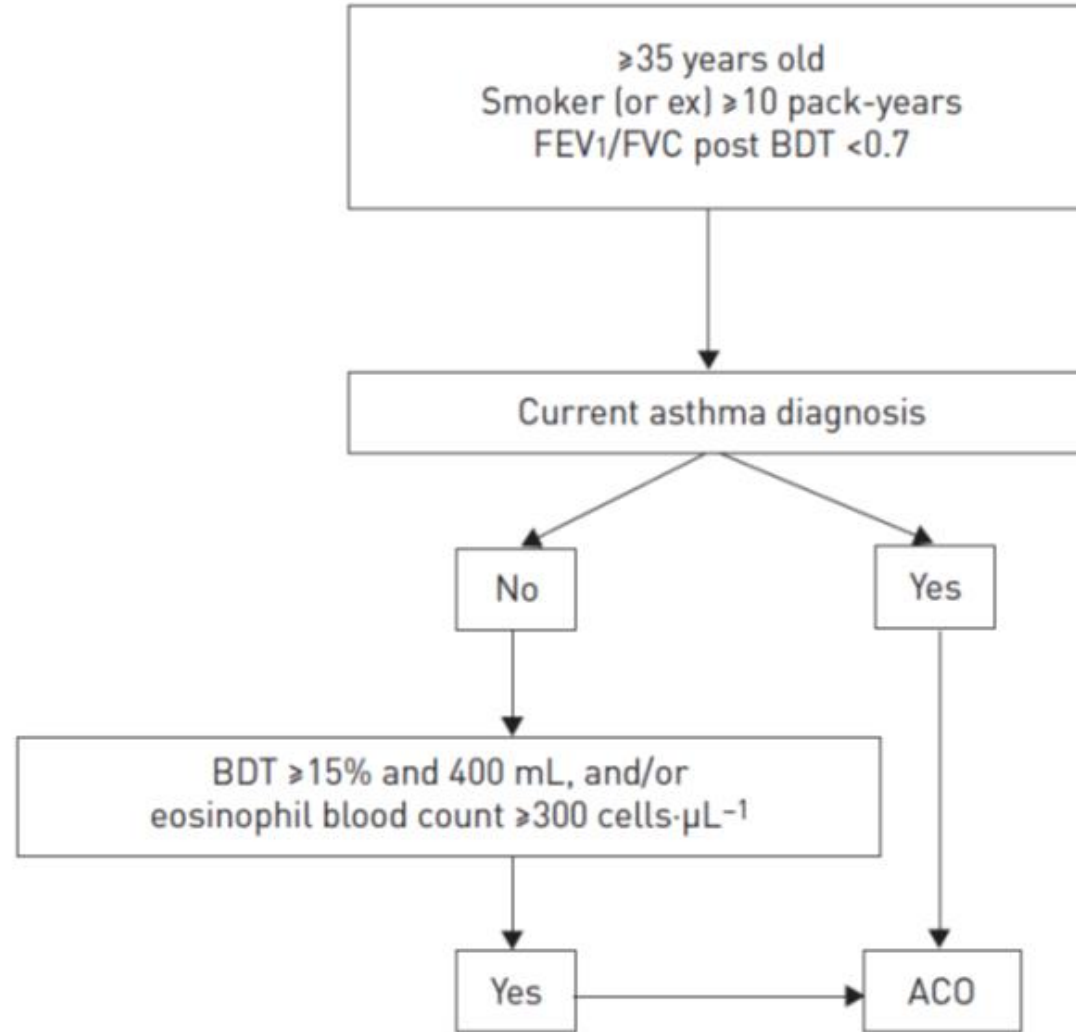 ⩾35 years old
Smoker (or ex) ⩾10 pack-years
FEV1/FVC post BDT <0.7
Current asthma diagnosis
No
Yes
BDT ⩾15% and 400 mL, and/or
eosinophil blood count ⩾300 cells·µL⁻¹
Yes
ACO